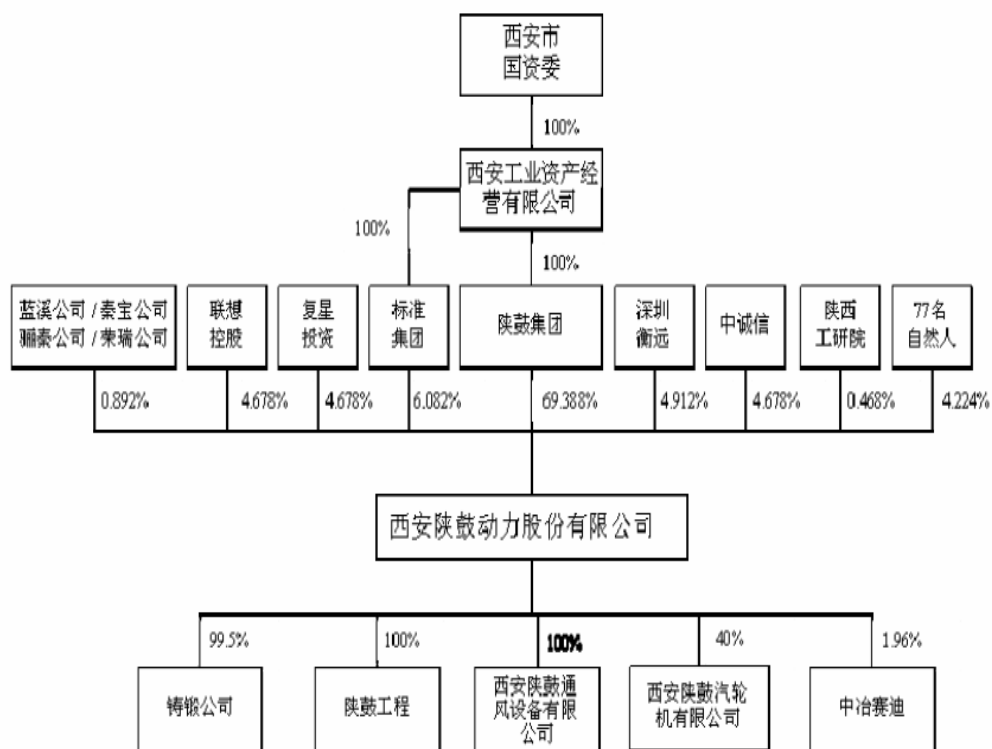 西安市
国资委
100%
西安工业资产经
营有限公司
100%
100%
蓝溪公司 / 秦宝公司
骊秦公司 / 荣瑞公司
联想
控股
复星
投资
标准
集团
陕鼓集团
深圳
衡远
中诚信
陕西
工研院
77名
自然人
0.892%
4.678%
4.678%
6.082%
69.388%
4.912%
4.678%
0.468%
4.224%
西安陕鼓动力股份有限公司
99.5%
100%
100%
40%
1.96%
铸锻公司
陕鼓工程
西安陕鼓通
风设备有限
公司
西安陕鼓汽轮
机有限公司
中冶赛迪